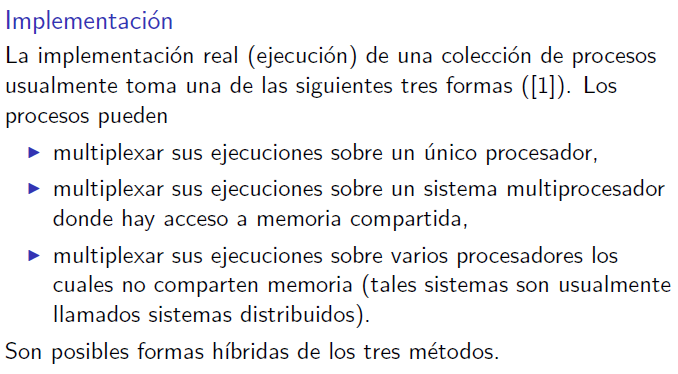 Implementación
La implementación real (ejecución) de una colección de procesos
usualmente toma una de las siguientes tres formas ([1]). Los
procesos pueden
▶ multiplexar sus ejecuciones sobre un único procesador,
▶ multiplexar sus ejecuciones sobre un sistema multiprocesador
donde hay acceso a memoria compartida,
▶ multiplexar sus ejecuciones sobre varios procesadores los
cuales no comparten memoria (tales sistemas son usualmente
llamados sistemas distribuidos).
Son posibles formas híbridas de los tres métodos.